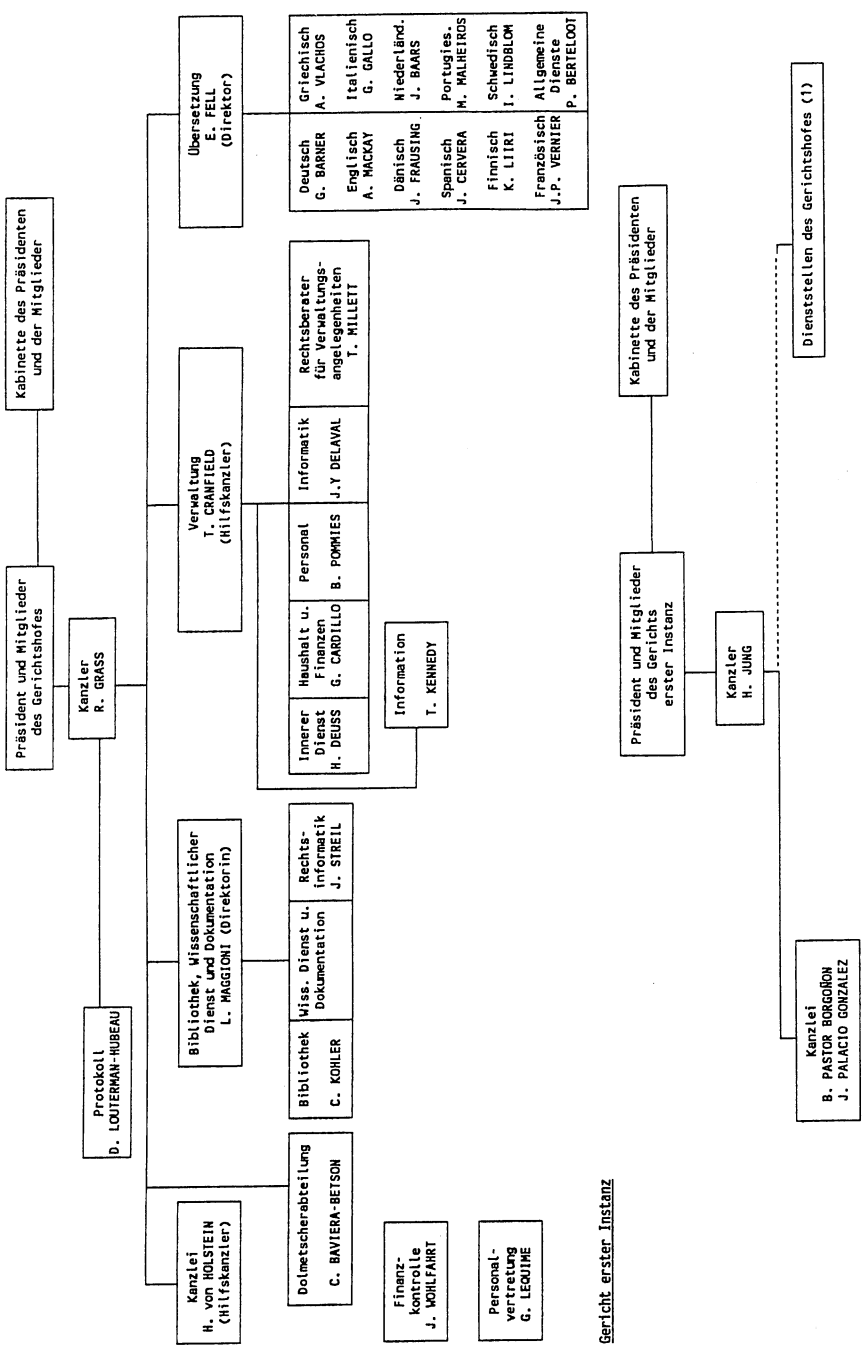 Präsident und Mitglieder
des Gerichtshofes
Kabinette des Präsidenten
und der Mitglieder
Kanzler
R. GRASS
Protokoll
D. LOUTERMAN-HUBEAU
Kanzlei
H. von HOLSTEIN
(Hilfskanzler)
Bibliothek, Wissenschaftlicher
Dienst und Dokumentation
L. MAGGIONI (Direktorin)
Verwaltung
T. CRANFIELD
(Hilfskanzler)
Übersetzung
E. FELL
(Direktor)
Dolmetscherabteilung
C. BAVIERA-BETSON
Bibliothek
C. KOHLER
Wiss. Dienst u.
Dokumentation
Rechts-
informatik
J. STREIL
Innerer
Dienst
H. DEUSS
Haushalt u.
Finanzen
G. CARDILLO
Personal
B. POMMIES
Informatik
J.Y DELAVAL
Rechtsberater
für Verwaltungs-
angelegenheiten
T. MILLETT
Deutsch
G. BARNER
Griechisch
A. VLACHOS
Englisch
A. MACKAY
Italienisch
G. GALLO
Dänisch
J. FRAUSING
Niederländ.
J. BAARS
Spanisch
J. CERVERA
Portugies.
M. MALHEIROS
Finnisch
K. LIIRI
Schwedisch
I. LINDBLOM
Französisch
J.P. VERNIER
Allgemeine
Dienste
P. BERTELOOT
Finanz-
kontrolle
J. WOHLFAHRT
Information
T. KENNEDY
Personal-
vertretung
G. LEQUIME
Gericht erster Instanz
Präsident und Mitglieder
des Gerichts
erster Instanz
Kabinette des Präsidenten
und der Mitglieder
Kanzler
H. JUNG
Kanzlei
B. PASTOR BORGOÑON
J. PALACIO GONZALEZ
Dienststellen des Gerichtshofes (1)